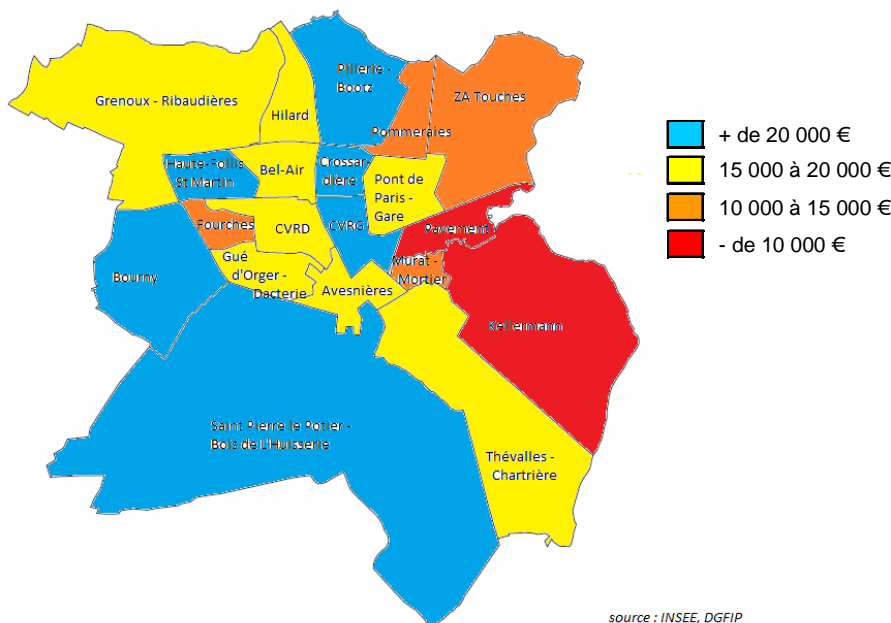 Pillerie -
Bootz
Grenoux - Ribaudières
ZA Touches
Hilard
Pommeraies
Haute-Follis
St Martin
Bel-Air
Crossar-
dière
Pont de
Paris -
Gare
Fourches
CVRD
CVRG
Pavement
Gué
d'Orger -
Dacterie
Murat -
Mortier
Bourny
Avesnières
Kellermann
Saint Pierre le Potier -
Bois de L'Huisserie
Thévalles -
Chartrière
+ de 20 000 €
15 000 à 20 000 €
10 000 à 15 000 €
- de 10 000 €
source : INSEE, DGFIP